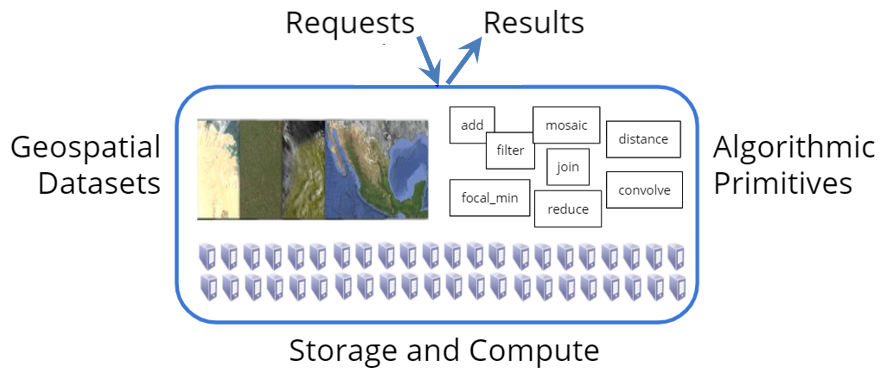 Requests
Results
Geospatial
Datasets
add
mosaic
filter
distance
join
focal_min
convolve
reduce
Algorithmic
Primitives
Storage and Compute